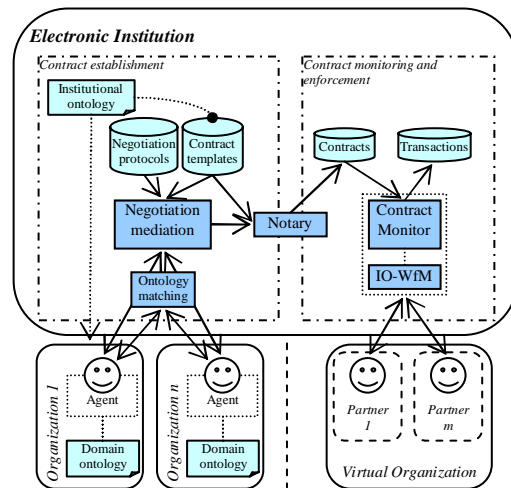 Electronic Institution
Contract establishment
Contract monitoring and
enforcement
Institutional
ontology
Negotiation
protocols
Contract
templates
Contracts
Transactions
Negotiation
mediation
Notary
Contract
Monitor
Ontology
matching
IO-WfM
Organization 1
Agent
Domain
ontology
Organization n
Agent
Domain
ontology
Partner
1
Partner
m
Virtual Organization